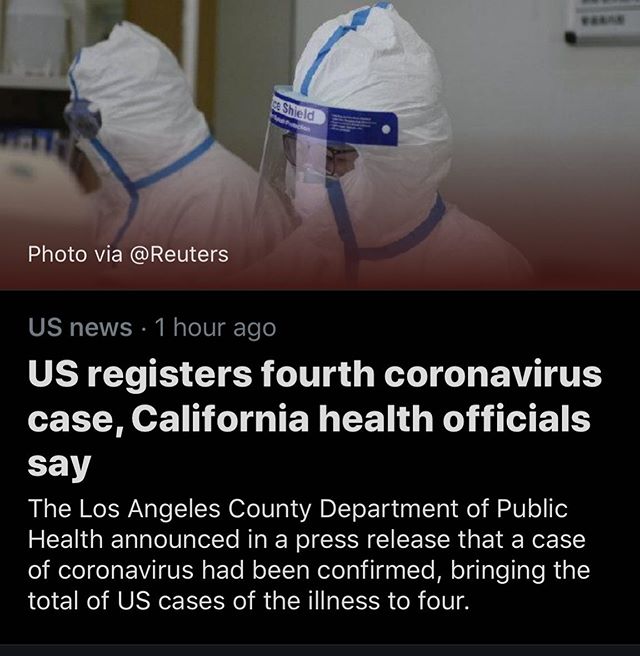 ce Shield
Photo via @Reuters
US news · 1 hour ago
US registers fourth coronavirus
case, California health officials
say
The Los Angeles County Department of Public
Health announced in a press release that a case
of coronavirus had been confirmed, bringing the
total of US cases of the illness to four.